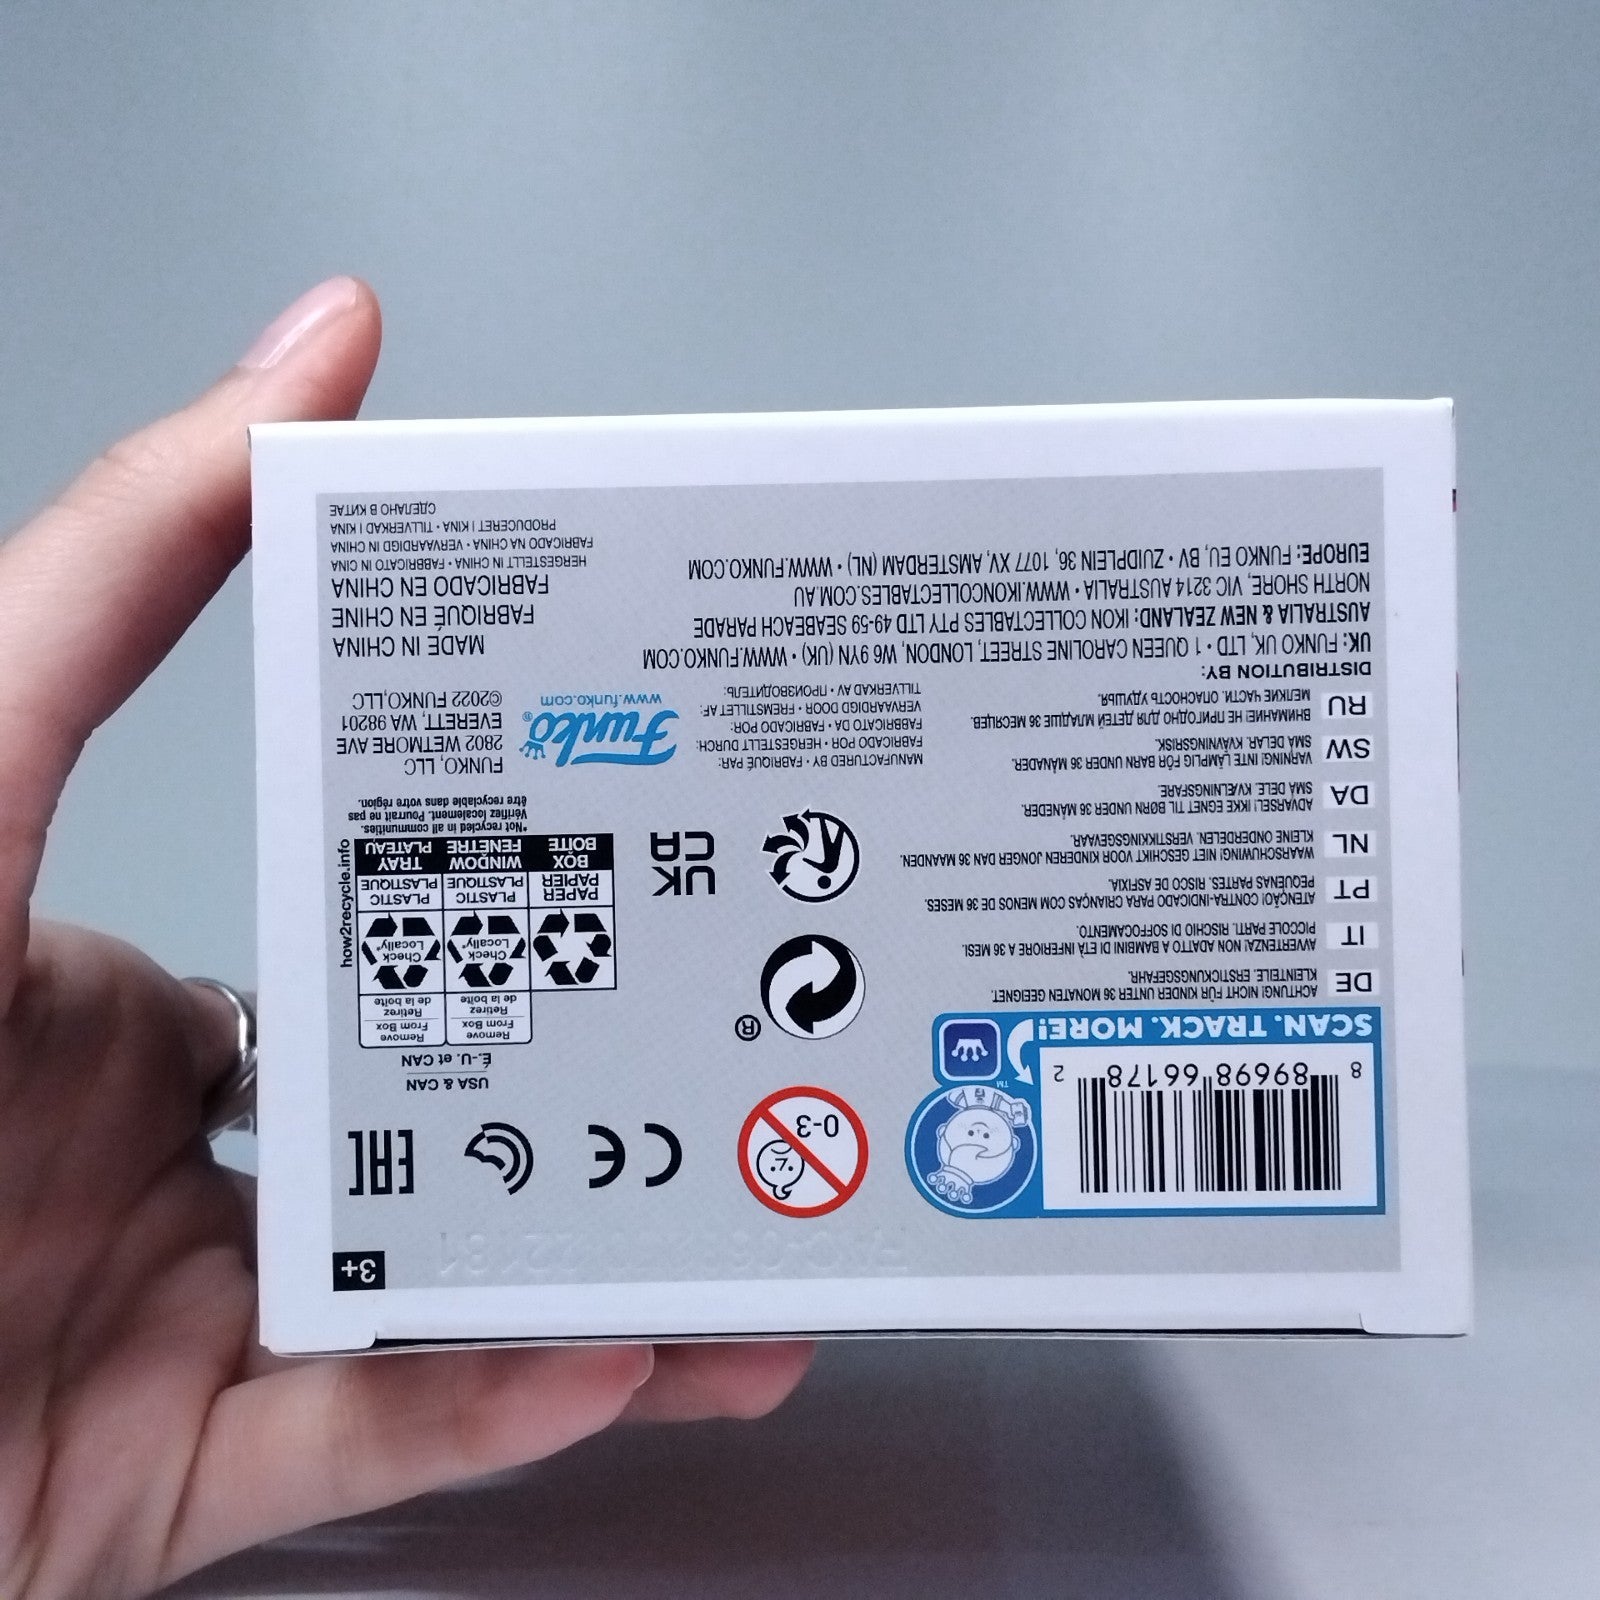 3+
8 89698 66178 2
SCAN. TRACK. MORE!
TM
0-3
CE
EAC
USA & CAN
É.-U. et CAN
Remove
From Box
Retirez
de la boîte
Remove
From Box
Retirez
de la boîte
Check
Locally*
Check
Locally*
PAPER
PAPIER
PLASTIC
PLASTIQUE
PLASTIC
PLASTIQUE
BOX
BOÎTE
WINDOW
FENÊTRE
TRAY
PLATEAU
how2recycle.info
*Not recycled in all communities.
Vérifiez localement. Pourrait ne pas
être recyclable dans votre région.
®
UK
CA
DE
ACHTUNG! NICHT FÜR KINDER UNTER 36 MONATEN GEEIGNET.
KLEINTEILE. ERSTICKUNGSGEFAHR.
IT
AVVERTENZA! NON ADATTO A BAMBINI DI ETÀ INFERIORE A 36 MESI.
PICCOLE PARTI. RISCHIO DI SOFFOCAMENTO.
PT
ATENÇÃO! CONTRA-INDICADO PARA CRIANÇAS COM MENOS DE 36 MESES.
PEQUENAS PARTES. RISCO DE ASFIXIA.
NL
WAARSCHUWING! NIET GESCHIKT VOOR KINDEREN JONGER DAN 36 MAANDEN.
KLEINE ONDERDELEN. VERSTIKKINGSGEVAAR.
DA
ADVARSEL! IKKE EGNET TIL BØRN UNDER 36 MÅNEDER.
SMÅ DELE. KVÆLNINGSFARE.
SW
VARNING! INTE LÄMPLIG FÖR BARN UNDER 36 MÅNADER.
SMÅ DELAR. KVÄVNINGSRISK.
RU
ВНИМАНИЕ! НЕ ПРИГОДНО ДЛЯ ДЕТЕЙ МЛАДШЕ 36 МЕСЯЦЕВ.
МЕЛКИЕ ЧАСТИ. ОПАСНОСТЬ УДУШЬЯ.
MANUFACTURED BY • FABRIQUÉ PAR:
FABRICADO POR • HERGESTELLT DURCH:
FABRICATO DA • FABRICADO POR:
VERVAARDIGD DOOR • FREMSTILLET AF:
TILLVERKAD AV • ПРОИЗВОДИТЕЛЬ:
Funko®
www.funko.com
FUNKO, LLC
2802 WETMORE AVE
EVERETT, WA 98201
©2022 FUNKO,LLC
DISTRIBUTION BY:
UK: FUNKO UK, LTD • 1 QUEEN CAROLINE STREET, LONDON, W6 9YN (UK) • WWW.FUNKO.COM
AUSTRALIA & NEW ZEALAND: IKON COLLECTABLES PTY LTD 49-59 SEABEACH PARADE
NORTH SHORE, VIC 3214 AUSTRALIA • WWW.IKONCOLLECTABLES.COM.AU
EUROPE: FUNKO EU, BV • ZUIDPLEIN 36, 1077 XV, AMSTERDAM (NL) • WWW.FUNKO.COM
MADE IN CHINA
FABRIQUÉ EN CHINE
FABRICADO EN CHINA
HERGESTELLT IN CHINA • FABBRICATO IN CINA
FABRICADO NA CHINA • VERVAARDIGD IN CHINA
PRODUCERET I KINA • TILLVERKAD I KINA
СДЕЛАНО В КИТАЕ